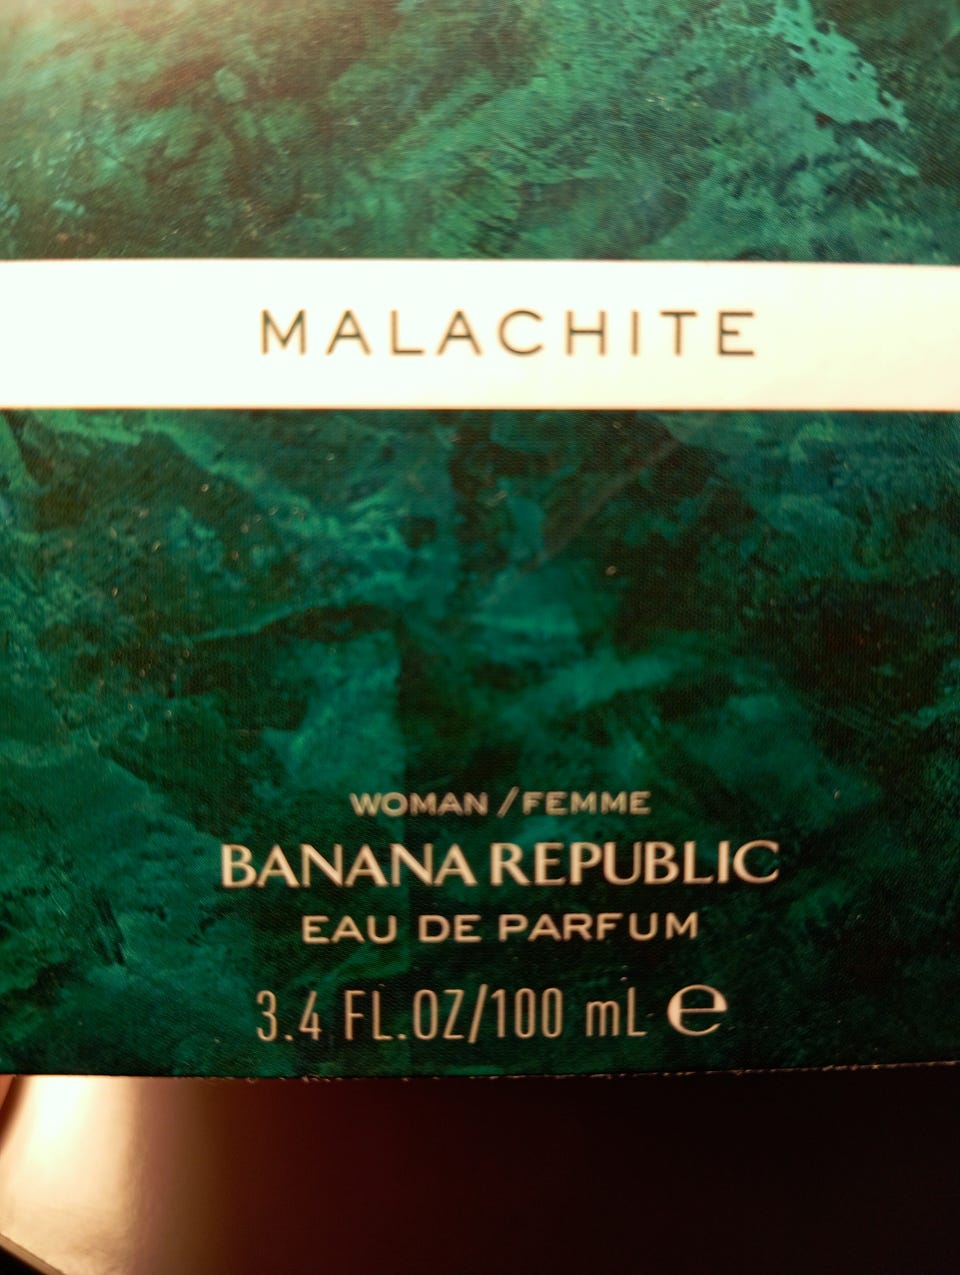 MALACHITE
WOMAN / FEMME
BANANA REPUBLIC
EAU DE PARFUM
3.4 FL.OZ/100 mL ℮